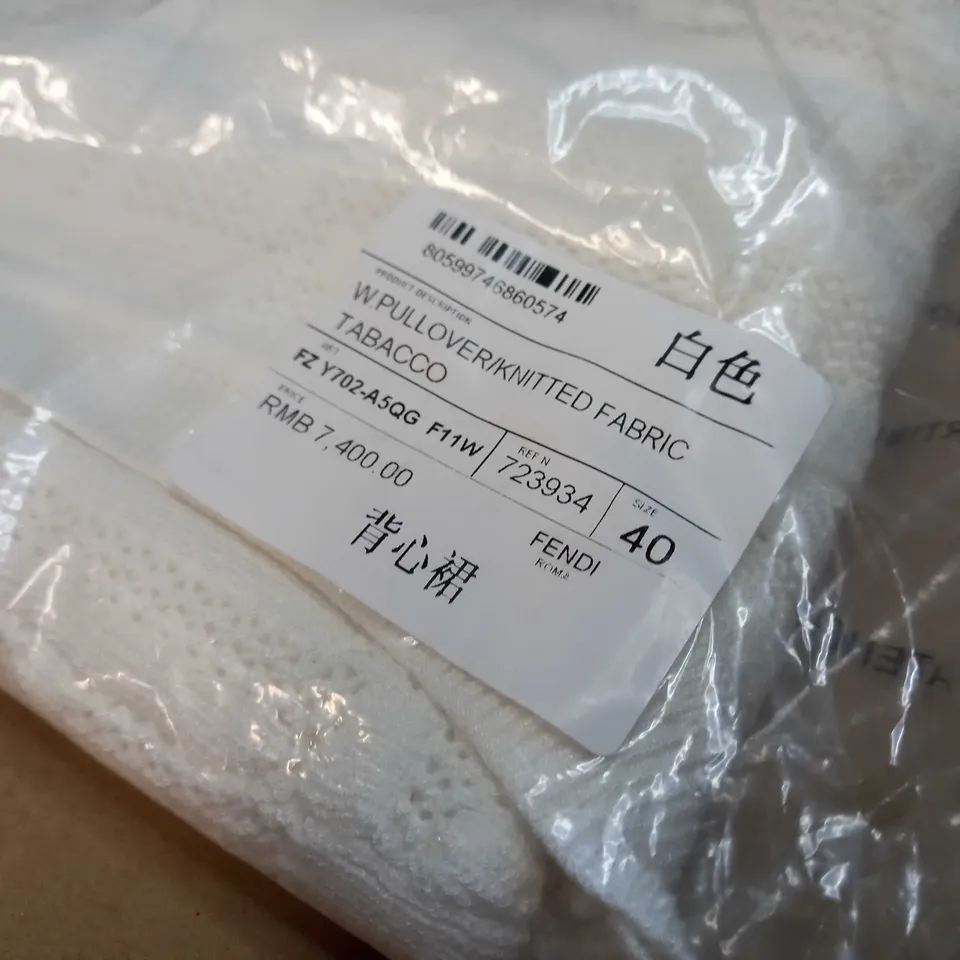 80599746860574
白色
PRODUCT DESCRIPTION
W.PULLOVER/KNITTED FABRIC
TABACCO
ART
FZ Y702-A5QG F11W
REF N
723934
SIZE
40
PRICE
RMB 7,400.00
FENDI
ROMA
背心裙